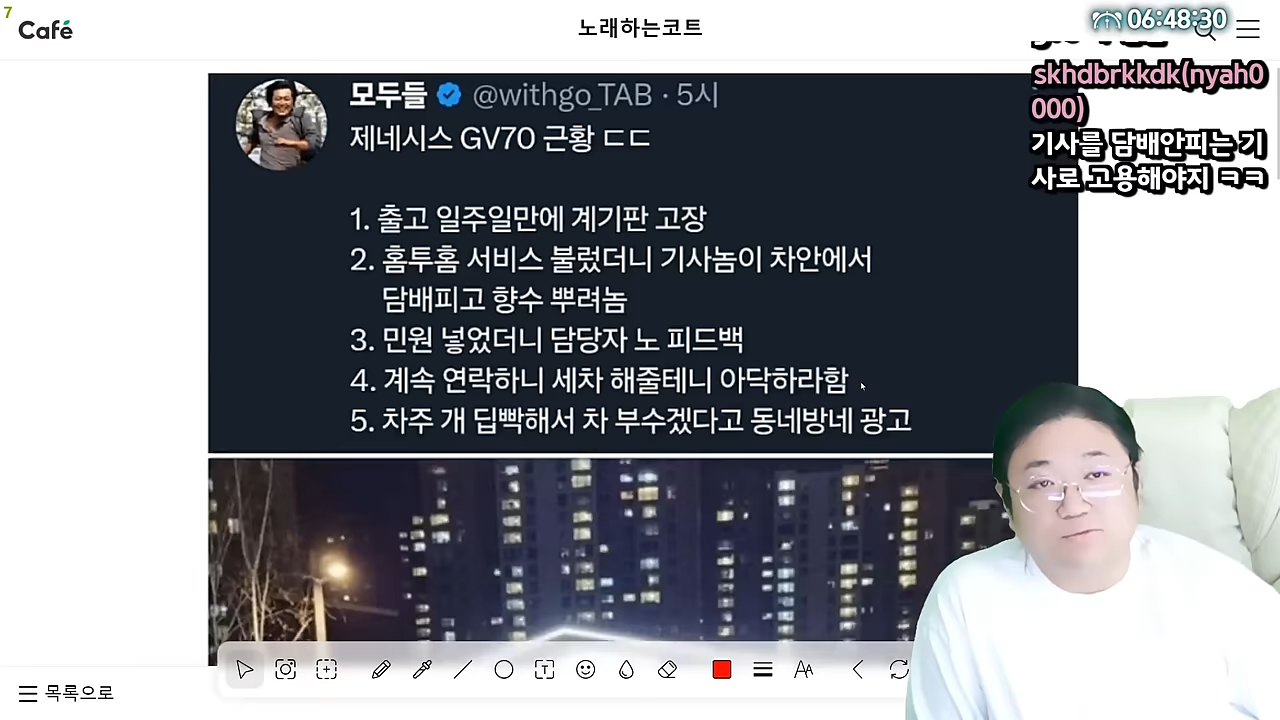 7
Café
노래하는코트
06:48:30
skhdbrkkdk(nyah0
000)
기사를 담배안피는 기
사로 고용해야지 ㅋㅋ
모두들 @withgo_TAB · 5시
제네시스 GV70 근황 ㄷㄷ
1. 출고 일주일만에 계기판 고장
2. 홈투홈 서비스 불렀더니 기사놈이 차안에서
담배피고 향수 뿌려놈
3. 민원 넣었더니 담당자 노 피드백
4. 계속 연락하니 세차 해줄테니 아닥하라함
5. 차주 개 딥빡해서 차 부수겠다고 동네방네 광고
T
AA
목록으로